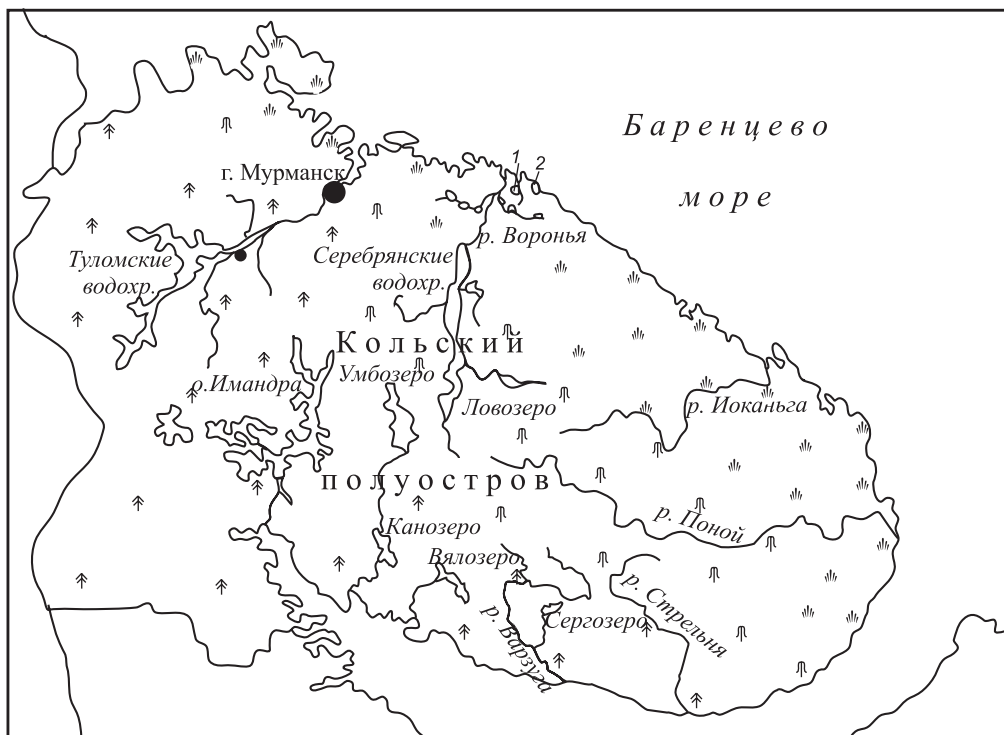 Баренцево
море
1 2
г. Мурманск
р. Воронья
Туломские
водохр.
Серебрянские
водохр.
Кольский
о.Имандра
Умбозеро
Ловозеро
р. Иоканьга
полуостров
р. Поной
Канозеро
Вялозеро
р. Стрельня
Сергозеро
р. Варзуга